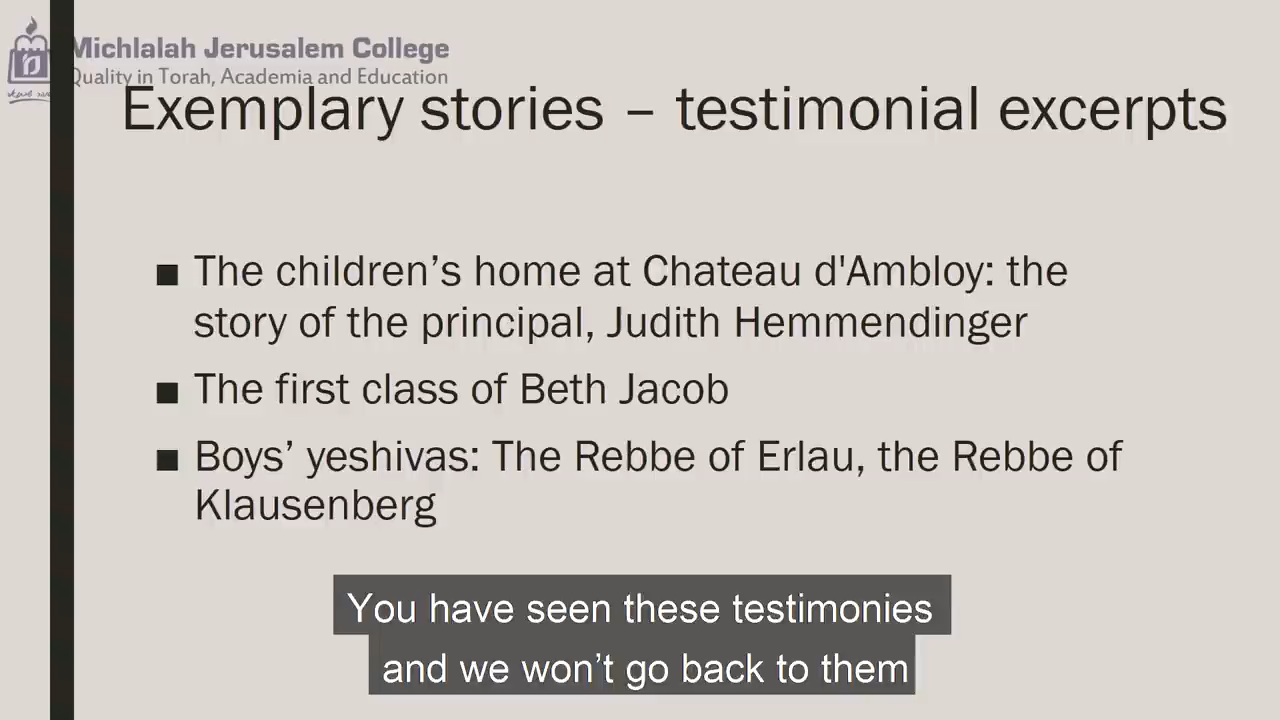 Michlalah Jerusalem College
Quality in Torah, Academia and Education
Exemplary stories – testimonial excerpts
■ The children’s home at Chateau d'Ambloy: the
story of the principal, Judith Hemmendinger
■ The first class of Beth Jacob
■ Boys’ yeshivas: The Rebbe of Erlau, the Rebbe of
Klausenberg
You have seen these testimonies
and we won’t go back to them